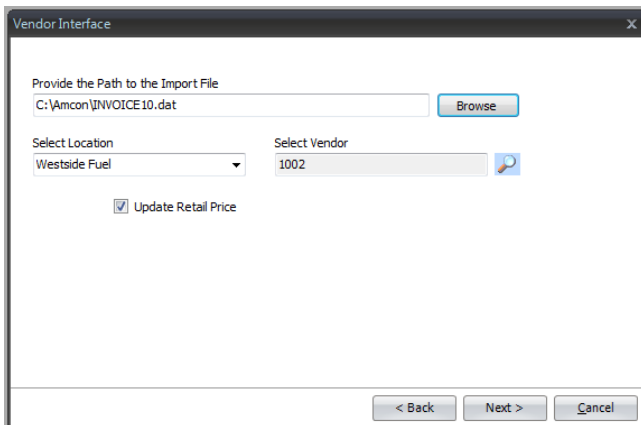 Vendor Interface x
Provide the Path to the Import File
C:\Amcon\INVOICE10.dat Browse
Select Location Select Vendor
Westside Fuel 1002
Update Retail Price
< Back Next > Cancel